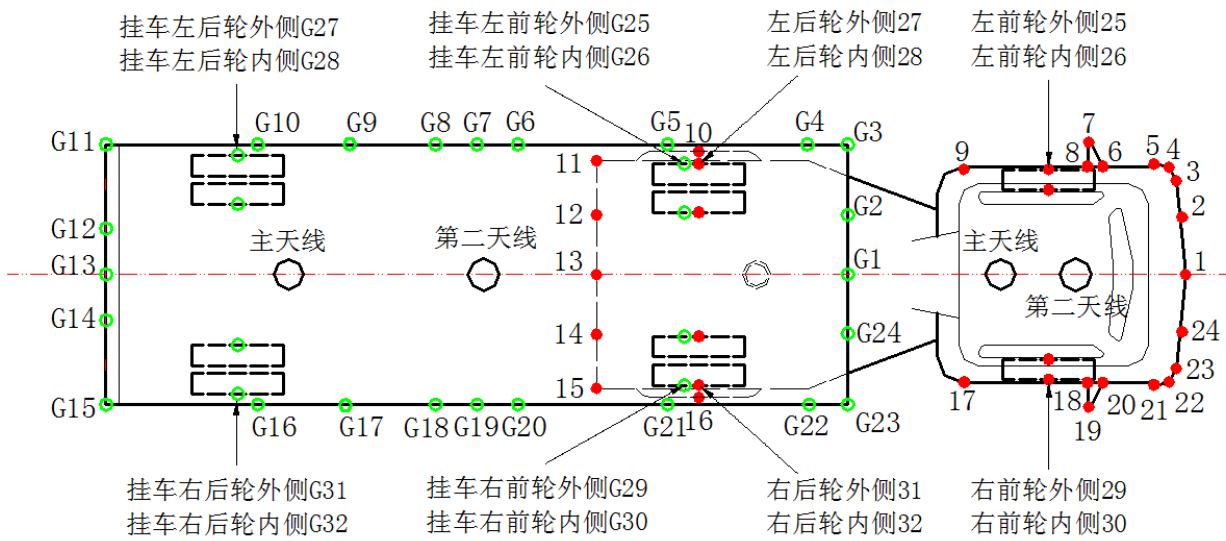 挂车左后轮外侧G27
挂车左后轮内侧G28
挂车左前轮外侧G25
挂车左前轮内侧G26
左后轮外侧27
左后轮内侧28
左前轮外侧25
左前轮内侧26
G11
G10
G9
G8
G7
G6
G5
10
G4
G3
7
9
8
6
5
4
3
11
12
G2
2
G12
主天线
第二天线
主天线
G13
13
G1
1
第二天线
G14
14
G24
24
15
23
G15
G16
G17
G18
G19
G20
G21
16
G22
G23
17
18
19
20
21
22
挂车右后轮外侧G31
挂车右后轮内侧G32
挂车右前轮外侧G29
挂车右前轮内侧G30
右后轮外侧31
右后轮内侧32
右前轮外侧29
右前轮内侧30